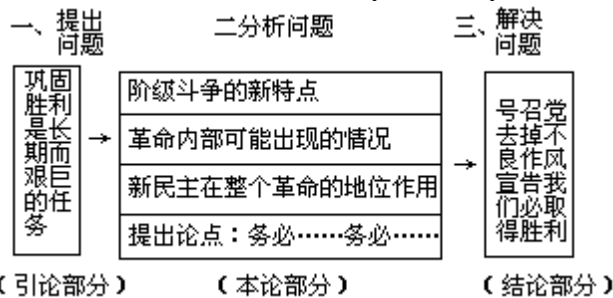 一、提出问题
二分析问题
三、解决问题
巩固胜利是长期而艰巨的任务
→
阶级斗争的新特点
革命内部可能出现的情况
新民主在整个革命的地位作用
提出论点：务必……务必……
→
号召党去掉不良作风宣告我们必取得胜利
（引论部分）
（本论部分）
（结论部分）